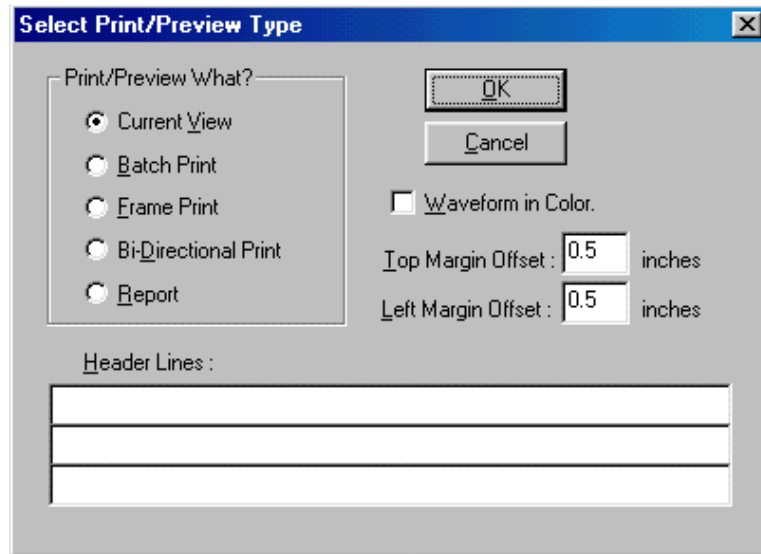 Select Print/Preview Type
Print/Preview What?
Current View
Batch Print
Frame Print
Bi-Directional Print
Report
OK
Cancel
Waveform in Color.
Top Margin Offset : 0.5 inches
Left Margin Offset : 0.5 inches
Header Lines :